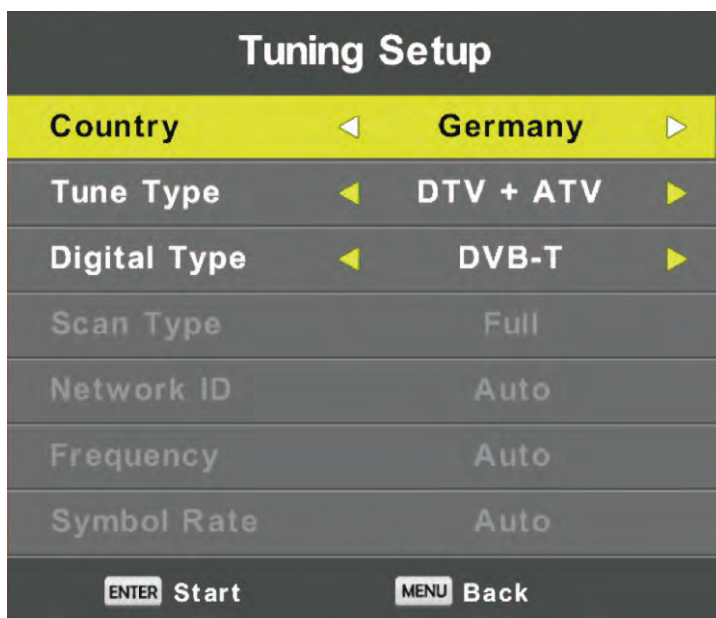 Tuning Setup
Country Germany
Tune Type DTV + ATV
Digital Type DVB-T
Scan Type Full
Network ID Auto
Frequency Auto
Symbol Rate Auto
ENTER Start MENU Back